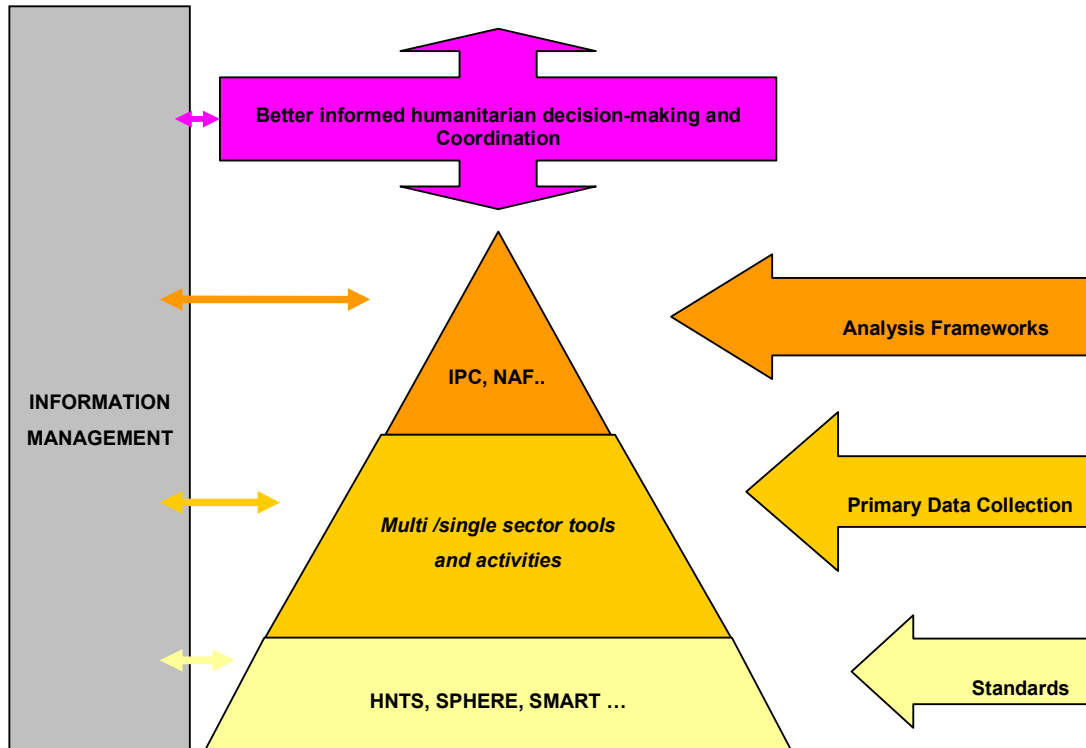 Better informed humanitarian decision-making and
Coordination
Analysis Frameworks
IPC, NAF..
INFORMATION
MANAGEMENT
Primary Data Collection
Multi /single sector tools
and activities
Standards
HNTS, SPHERE, SMART …